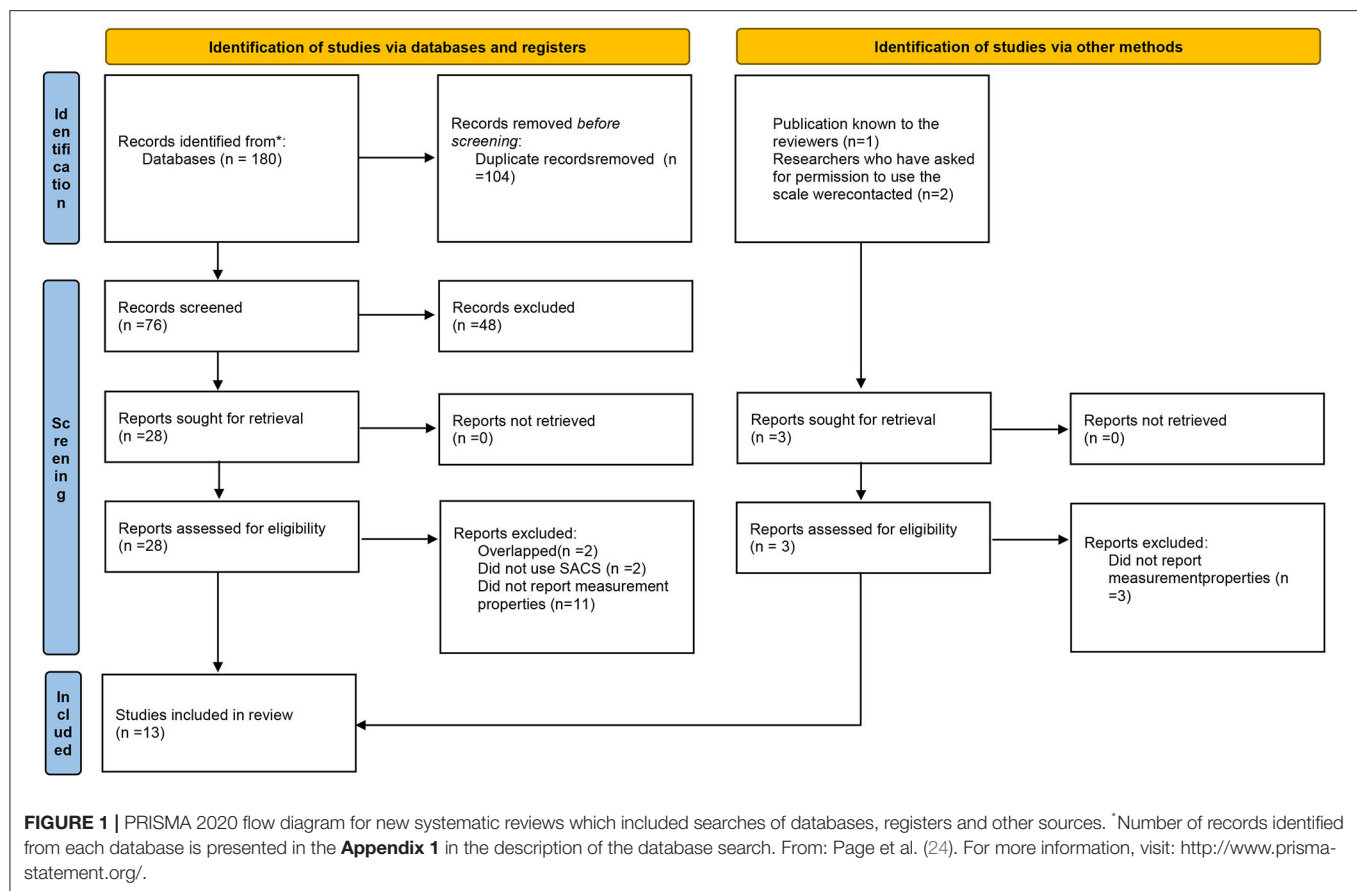 Identification of studies via databases and registers
Identification of studies via other methods
Id
en
tifi
ca
tio
n
Records identified from*:
Databases (n = 180)
Records removed before
screening:
Duplicate recordsremoved (n
=104)
Publication known to the
reviewers (n=1)
Researchers who have asked
for permission to use the
scale werecontacted (n=2)
Sc
re
en
in
g
Records screened
(n =76)
Records excluded
(n =48)
Reports sought for retrieval
(n =28)
Reports not retrieved
(n =0)
Reports sought for retrieval
(n =3)
Reports not retrieved
(n =0)
Reports assessed for eligibility
(n =28)
Reports excluded:
Overlapped(n =2)
Did not use SACS (n =2)
Did not report measurement
properties (n=11)
Reports assessed for eligibility
(n = 3)
Reports excluded:
Did not report
measurementproperties (n
=3)
In
cl
ud
ed
Studies included in review
(n =13)
FIGURE 1 | PRISMA 2020 flow diagram for new systematic reviews which included searches of databases, registers and other sources. *Number of records identified
from each database is presented in the Appendix 1 in the description of the database search. From: Page et al. (24). For more information, visit: http://www.prisma-
statement.org/.